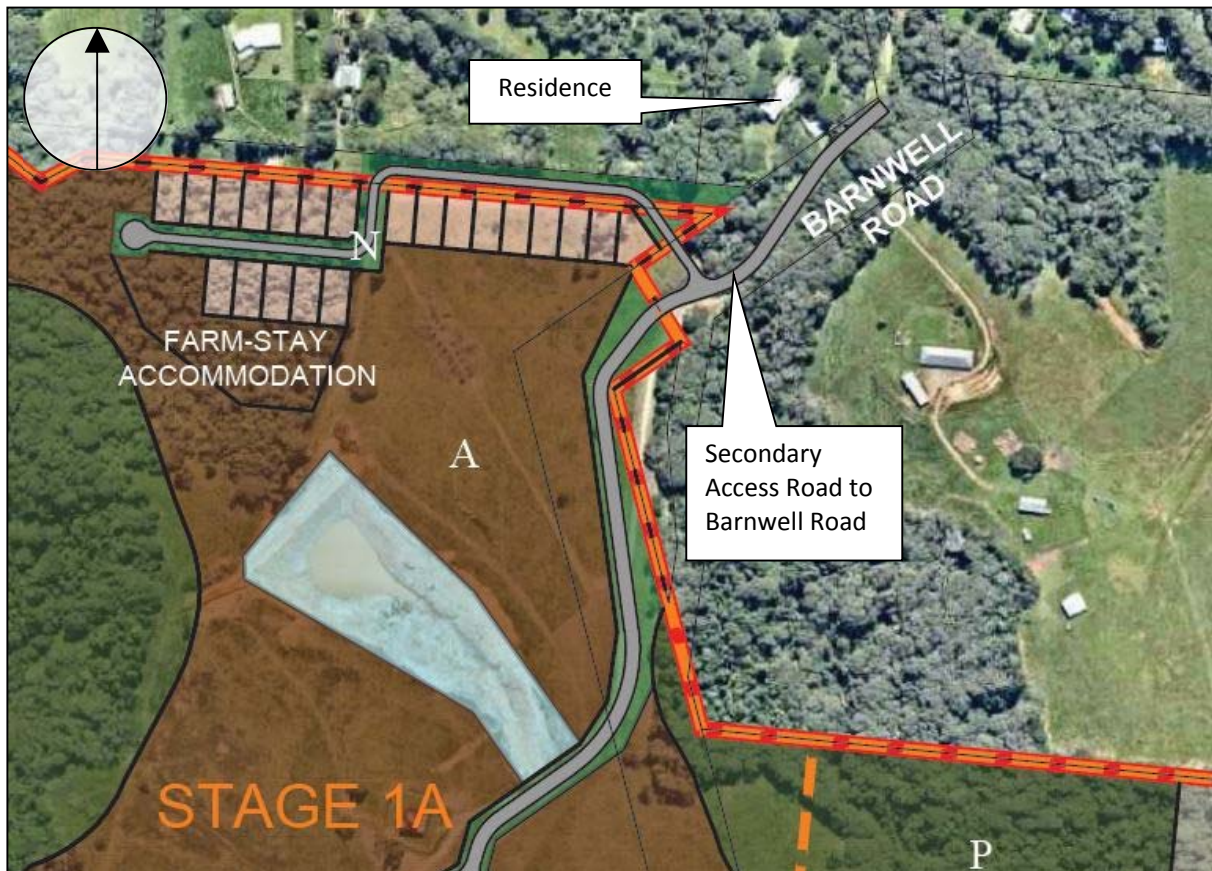 Residence
BARNWELL
ROAD
N
FARM-STAY
ACCOMMODATION
A
Secondary
Access Road to
Barnwell Road
STAGE 1A
P